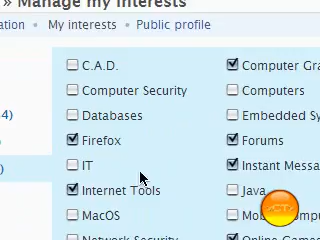 » Manage my interests
ation • My interests • Public profile
C.A.D. Computer Gra
Computer Security Computers
4) Databases Embedded Sy
) Firefox Forums
) IT Instant Messa
Internet Tools Java
MacOS Mob
Network Security Online Games